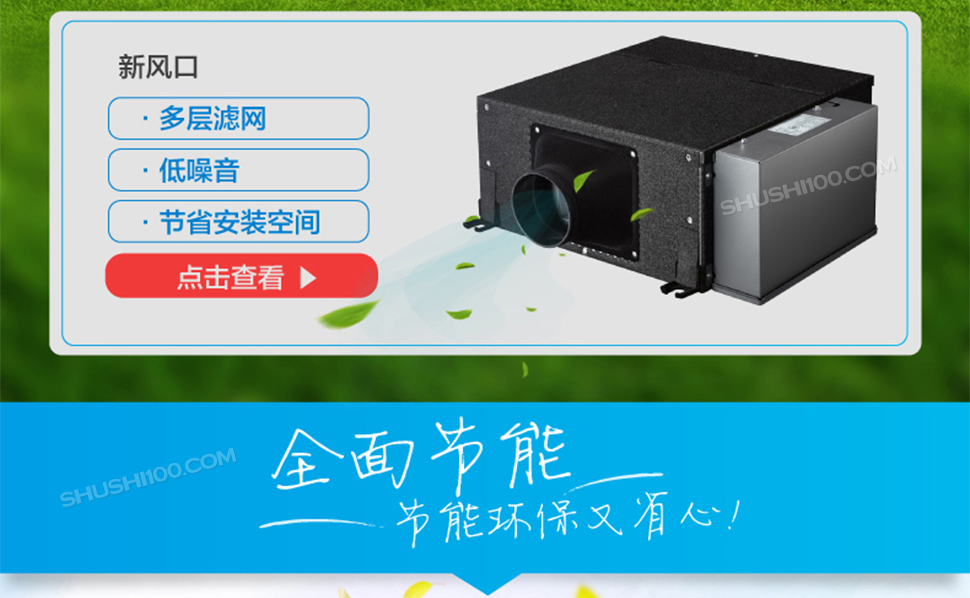 新风口
· 多层滤网
· 低噪音
· 节省安装空间
点击查看
SHUSHI100.COM
全面节能
SHUSHI100.COM
节能环保又省心!